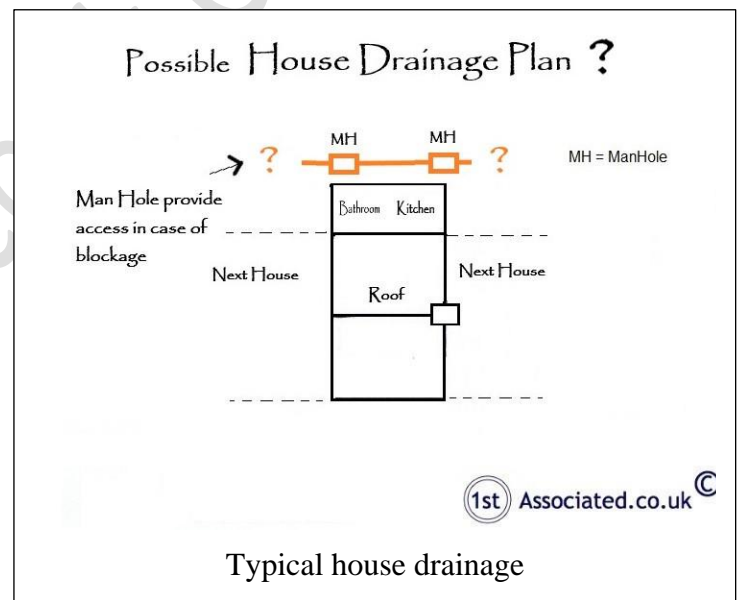 Possible House Drainage Plan ?
MH
MH
?
?
MH = ManHole
Man Hole provide
access in case of
blockage
Bathroom Kitchen
Next House
Next House
Roof
1st Associated.co.uk ©
Typical house drainage